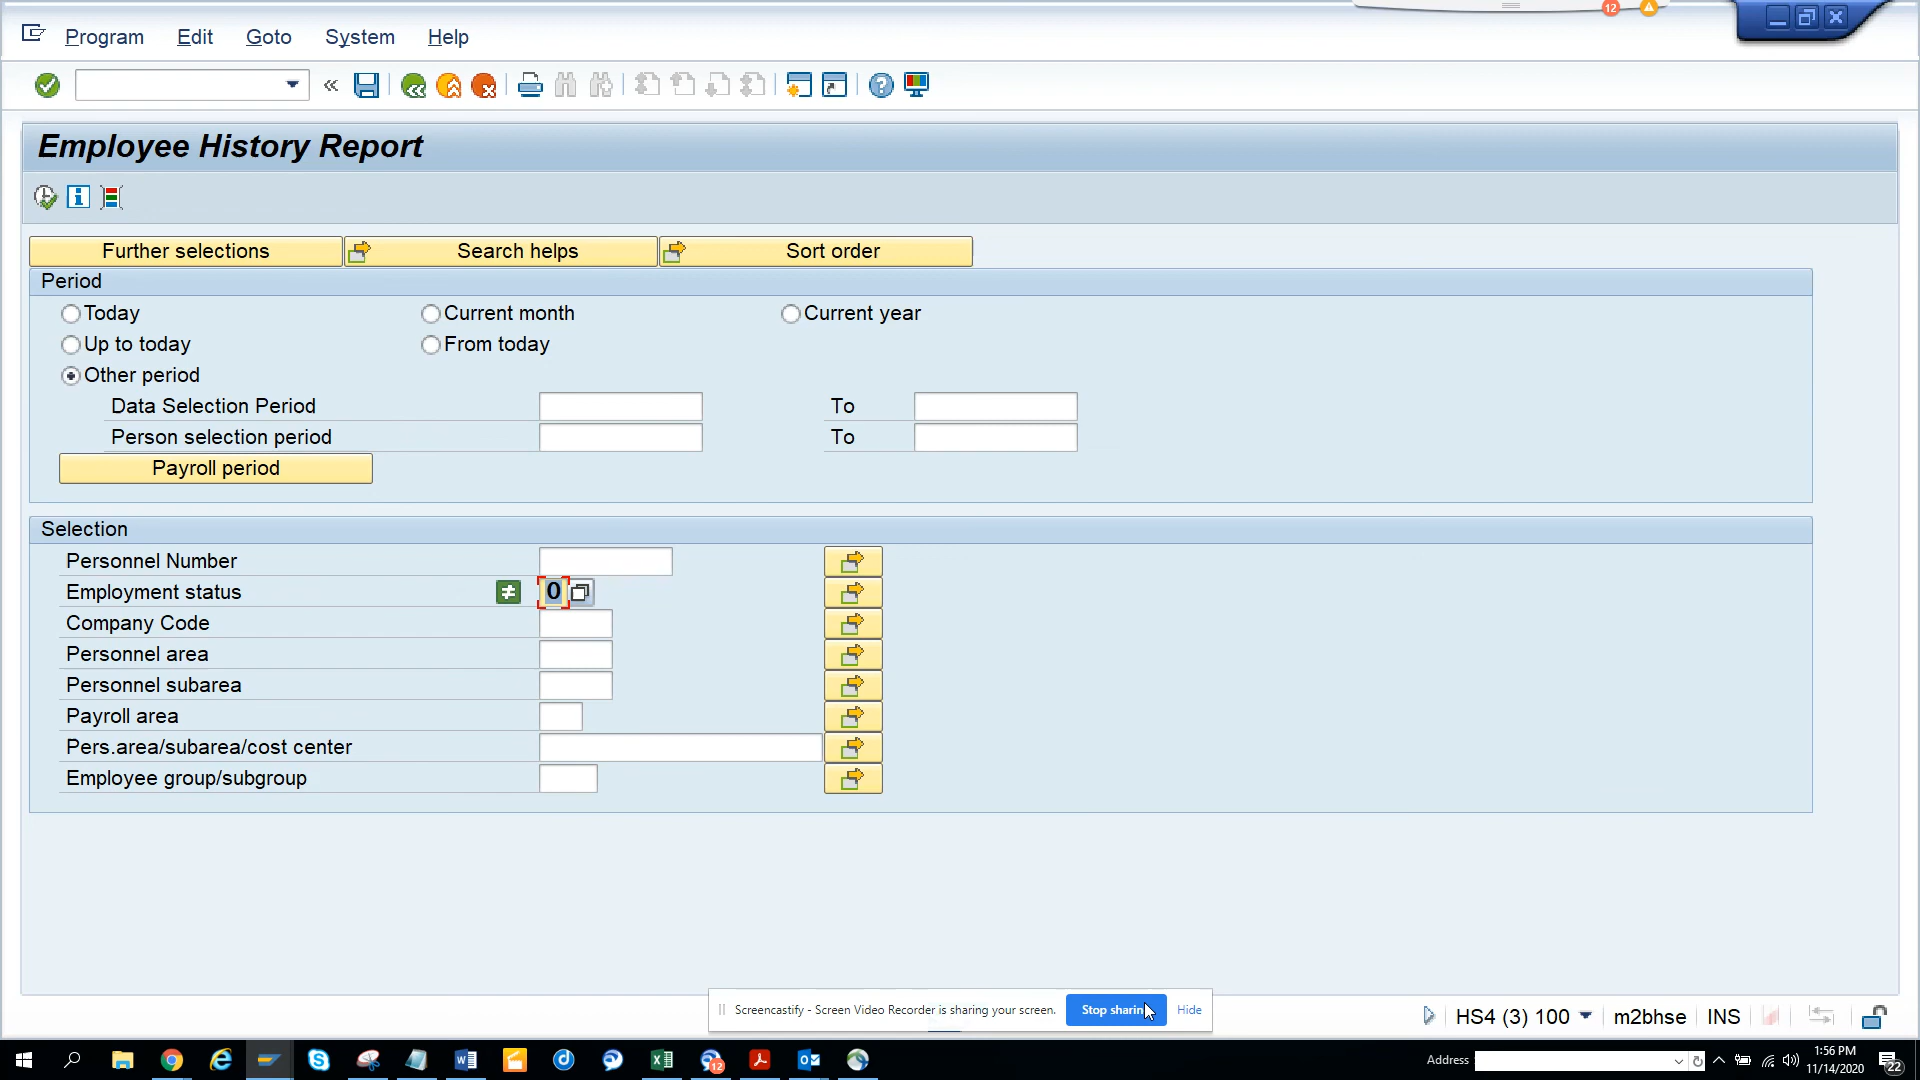 12
Program Edit Goto System Help
Employee History Report
Further selections Search helps Sort order
Period
Today Current month Current year
Up to today From today
Other period
Data Selection Period To
Person selection period To
Payroll period
Selection
Personnel Number
Employment status ≠ 0
Company Code
Personnel area
Personnel subarea
Payroll area
Pers.area/subarea/cost center
Employee group/subgroup
Screencastify - Screen Video Recorder is sharing your screen. Stop sharin Hide
HS4 (3) 100 m2bhse INS
12
Address
1:56 PM
11/14/2020
22